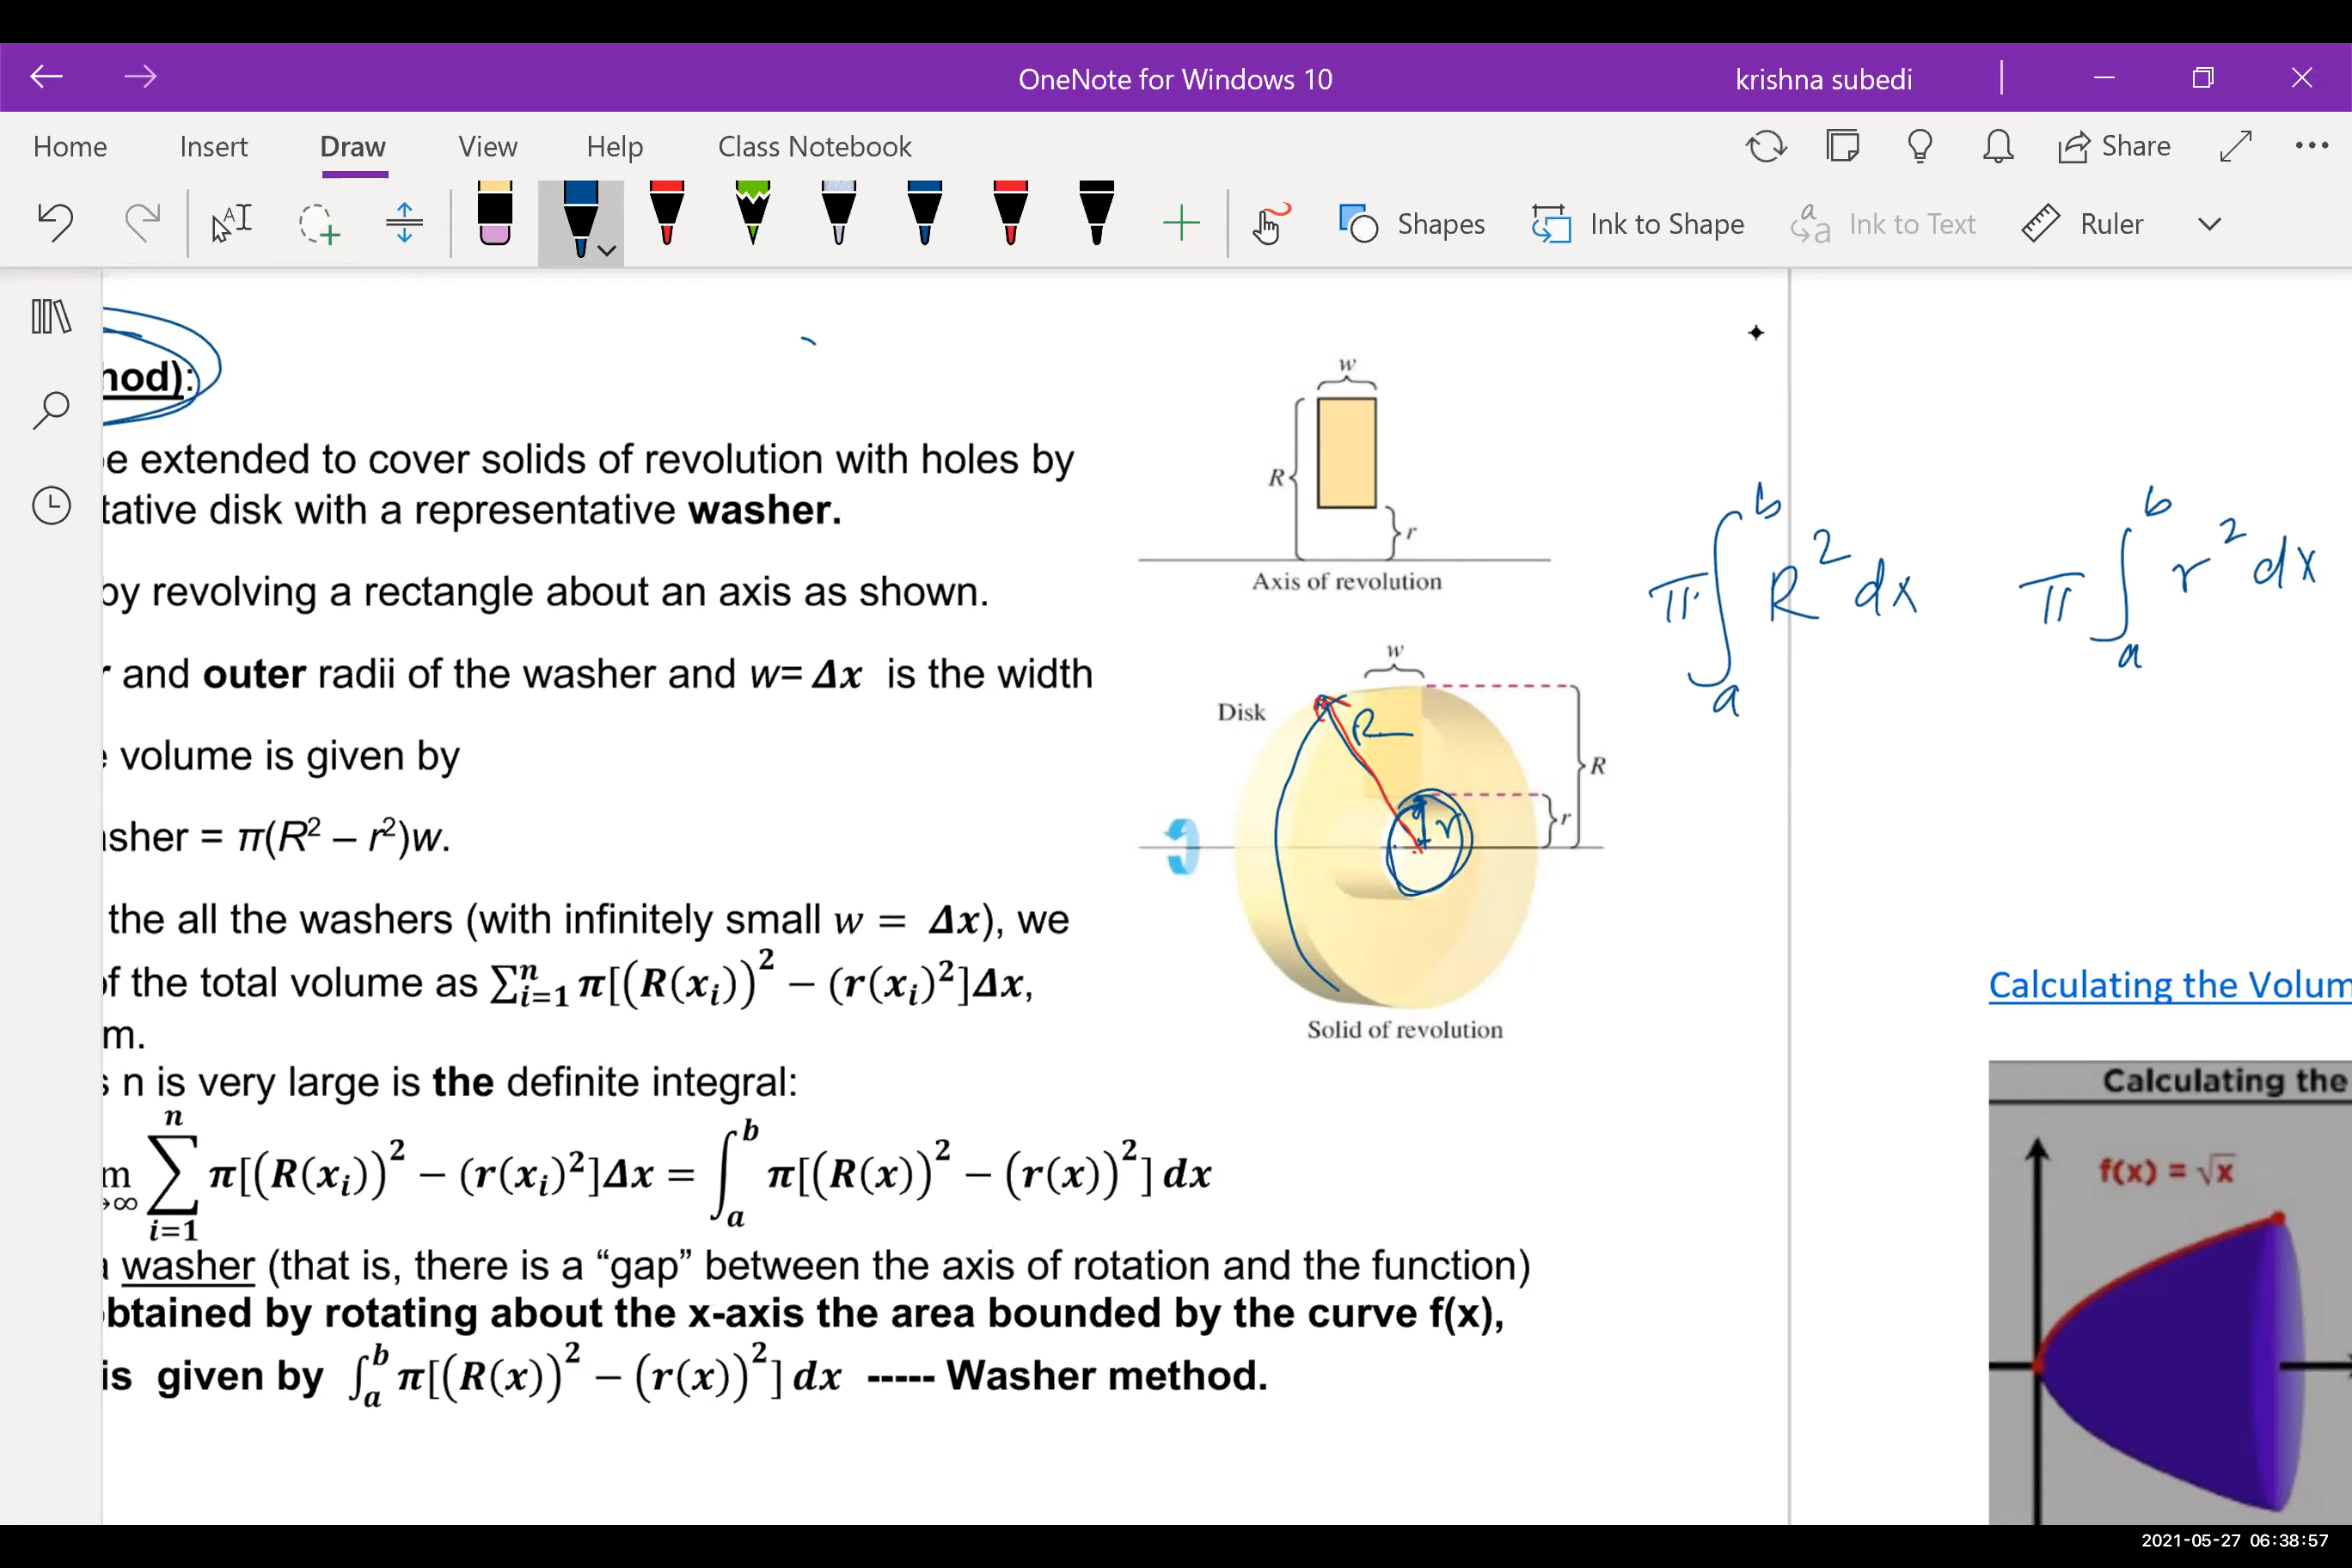 OneNote for Windows 10
krishna subedi
Home Insert Draw View Help Class Notebook Share
Shapes Ink to Shape Ink to Text Ruler
hod):
e extended to cover solids of revolution with holes by
tative disk with a representative washer.
by revolving a rectangle about an axis as shown.
r and outer radii of the washer and w= Δx is the width
e volume is given by
asher = π(R² – r²)w.
the all the washers (with infinitely small w = Δx), we
of the total volume as ∑ⁿᵢ₌₁ π[(R(xᵢ))² − (r(xᵢ)²]Δx,
m.
s n is very large is the definite integral:
m →∞ ∑ⁿᵢ₌₁ π[(R(xᵢ))² − (r(xᵢ)²]Δx = ∫ₐᵇ π[(R(x))² − (r(x))²] dx
a washer (that is, there is a “gap” between the axis of rotation and the function)
obtained by rotating about the x-axis the area bounded by the curve f(x),
is given by ∫ₐᵇ π[(R(x))² − (r(x))²] dx ----- Washer method.
w
R
r
Axis of revolution
w
Disk
R
R
r
r
Solid of revolution
π ∫ₐᵇ R² dx π ∫ₐᵇ r² dx
Calculating the Volum
Calculating the
f(x) = √x
2021-05-27 06:38:57